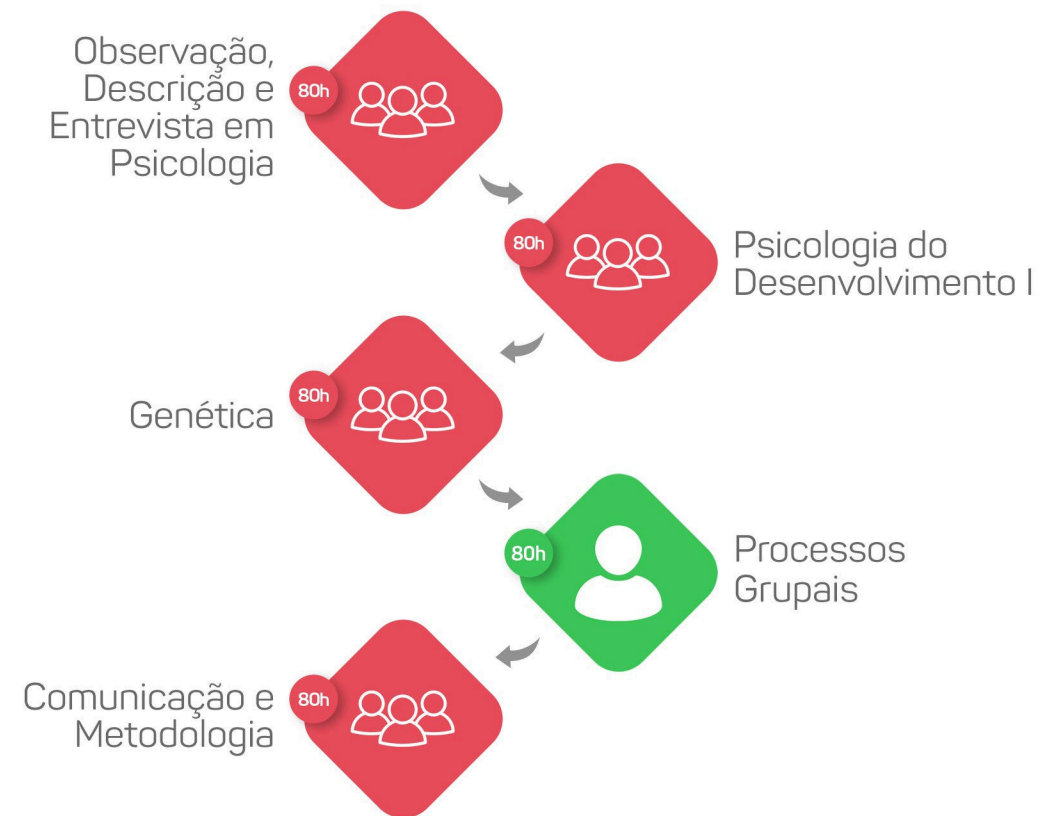 Observação,
Descrição e
Entrevista em
Psicologia
80h
80h
Psicologia do
Desenvolvimento I
Genética
80h
80h
Processos
Grupais
Comunicação e
Metodologia
80h